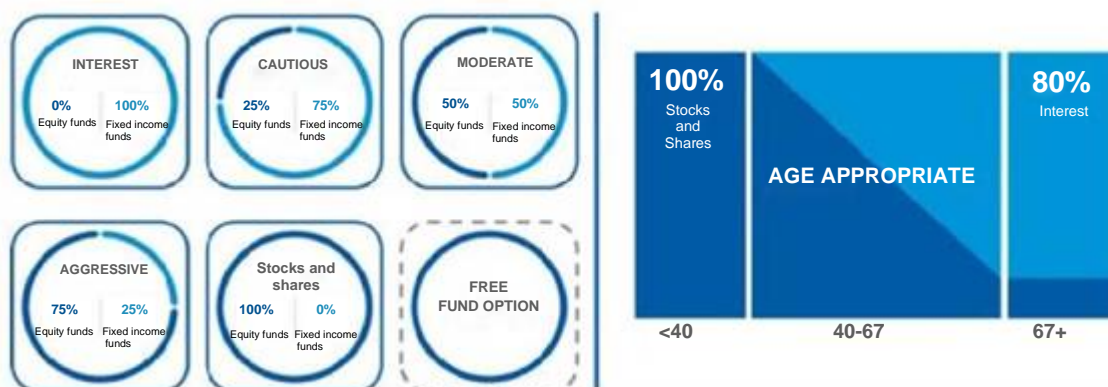 INTEREST
0% 100%
Equity funds Fixed income
funds
CAUTIOUS
25% 75%
Equity funds Fixed income
funds
MODERATE
50% 50%
Equity funds Fixed income
funds
AGGRESSIVE
75% 25%
Equity funds Fixed income
funds
Stocks and
shares
100% 0%
Equity funds Fixed income
funds
FREE
FUND OPTION
100%
Stocks
and
Shares
AGE APPROPRIATE
80%
Interest
<40 40-67 67+